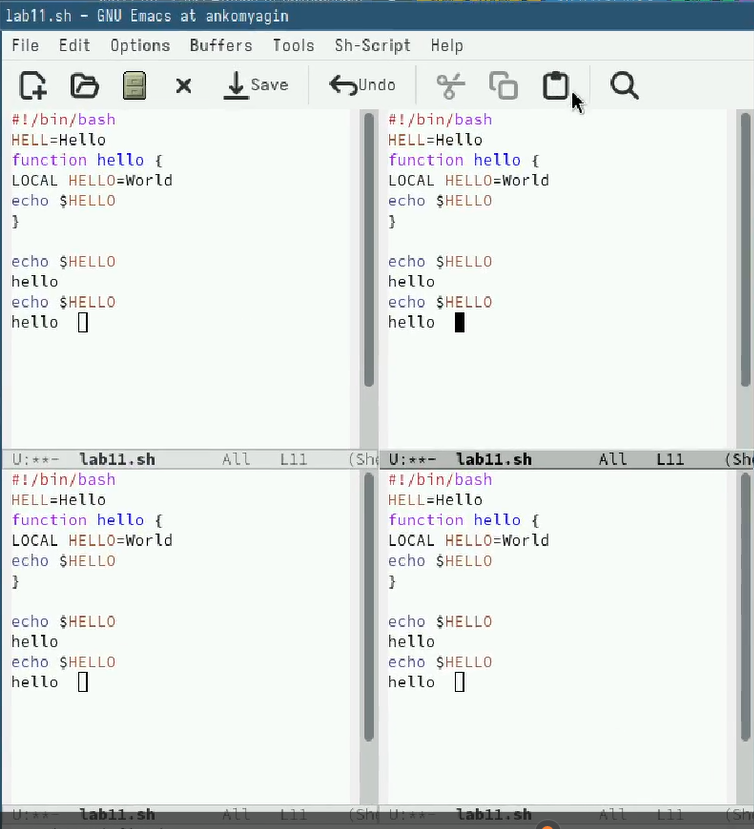 lab11.sh – GNU Emacs at ankomyagin
File Edit Options Buffers Tools Sh-Script Help
Save Undo
#!/bin/bash
HELL=Hello
function hello {
LOCAL HELLO=World
echo $HELLO
}
echo $HELLO
hello
echo $HELLO
hello
U:**- lab11.sh All L11 (She
#!/bin/bash
HELL=Hello
function hello {
LOCAL HELLO=World
echo $HELLO
}
echo $HELLO
hello
echo $HELLO
hello
U:**- lab11.sh All L11 (Sh
#!/bin/bash
HELL=Hello
function hello {
LOCAL HELLO=World
echo $HELLO
}
echo $HELLO
hello
echo $HELLO
hello
U:**- lab11.sh All L11 (She
#!/bin/bash
HELL=Hello
function hello {
LOCAL HELLO=World
echo $HELLO
}
echo $HELLO
hello
echo $HELLO
hello
U:**- lab11.sh All L11 (Sh